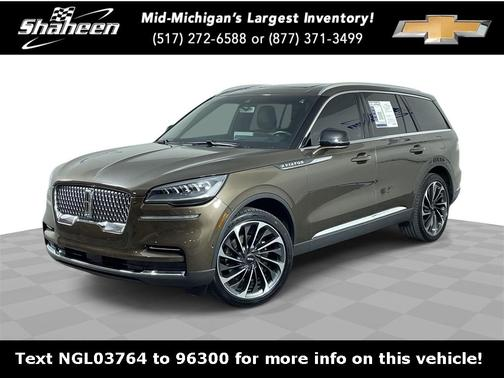 Shaheen
Mid-Michigan's Largest Inventory!
(517) 272-6588 or (877) 371-3499
AVIATOR
Text NGL03764 to 96300 for more info on this vehicle!